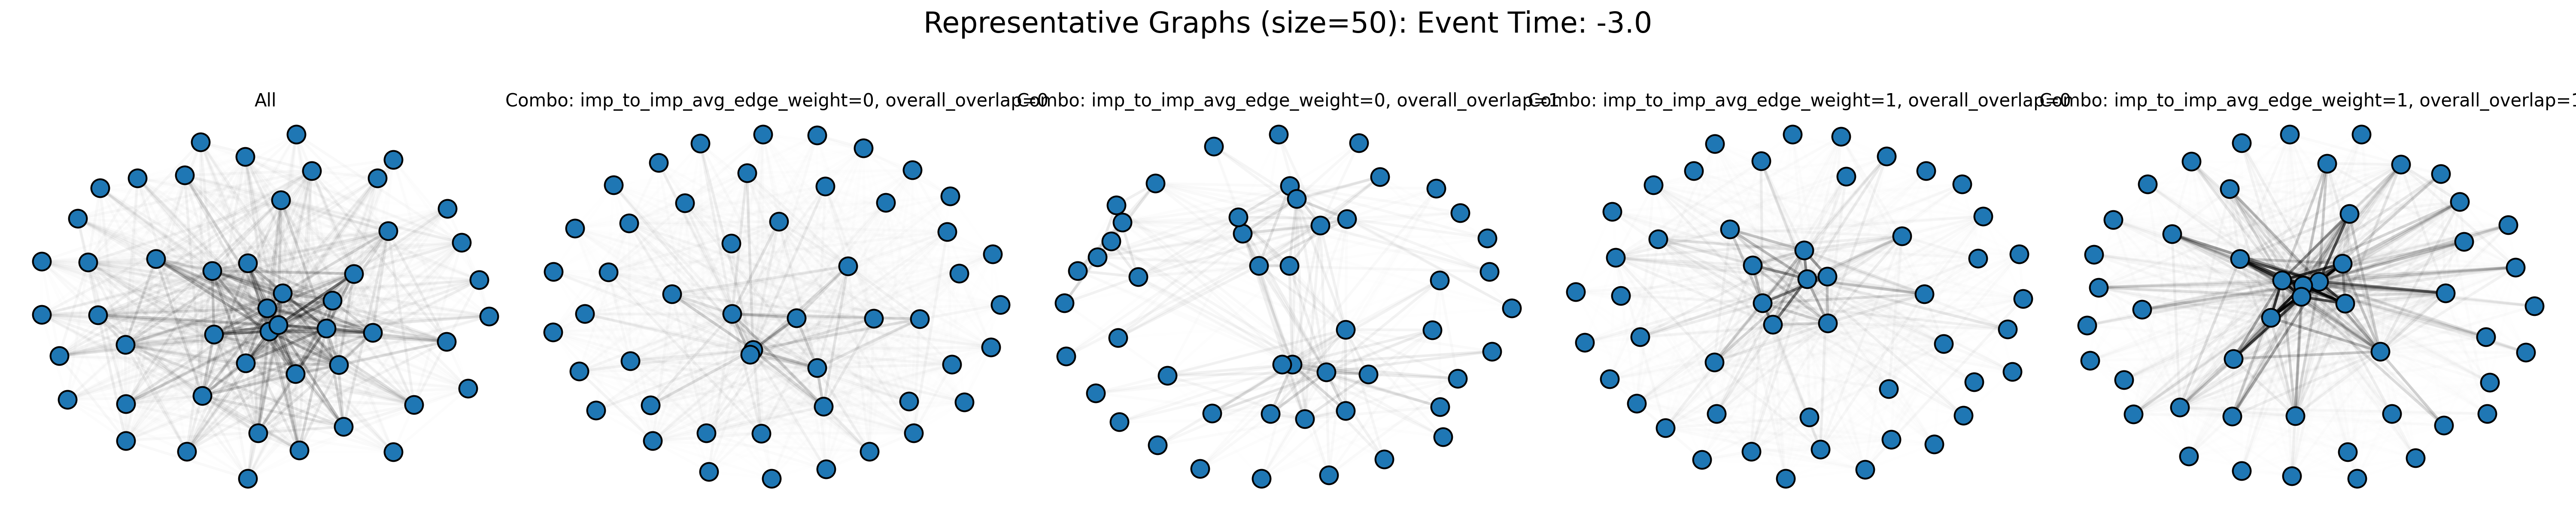 Representative Graphs (size=50): Event Time: -3.0
All
Combo: imp_to_imp_avg_edge_weight=0, overall_overlap=0
Combo: imp_to_imp_avg_edge_weight=0, overall_overlap=1
Combo: imp_to_imp_avg_edge_weight=1, overall_overlap=0
Combo: imp_to_imp_avg_edge_weight=1, overall_overlap=1